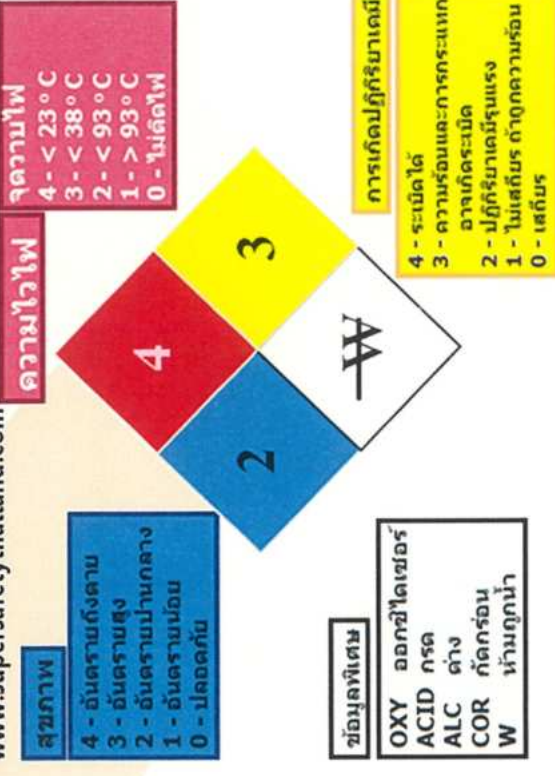 www.supersafetythailand.com
สุขภาพ
4 - อันตรายถึงตาย
3 - อันตรายสูง
2 - อันตรายปานกลาง
1 - อันตรายน้อย
0 - ปลอดภัย
ความไวไฟ
จุดวาบไฟ
4 - < 23 ° C
3 - < 38° C
2 - < 93 ° C
1 - > 93° C
0 - ไม่ติดไฟ
4
2
3
W
ข้อมูลพิเศษ
OXY ออกซิไดเซอร์
ACID กรด
ALC ด่าง
COR กัดกร่อน
W ห้ามถูกน้ำ
การเกิดปฏิกิริยาเคมี
4 - ระเบิดได้
3 - ความร้อนและการกระแทก
อาจเกิดระเบิด
2 - ปฏิกิริยาเคมีรุนแรง
1 - ไม่เสถียร ถ้าถูกความร้อน
0 - เสถียร